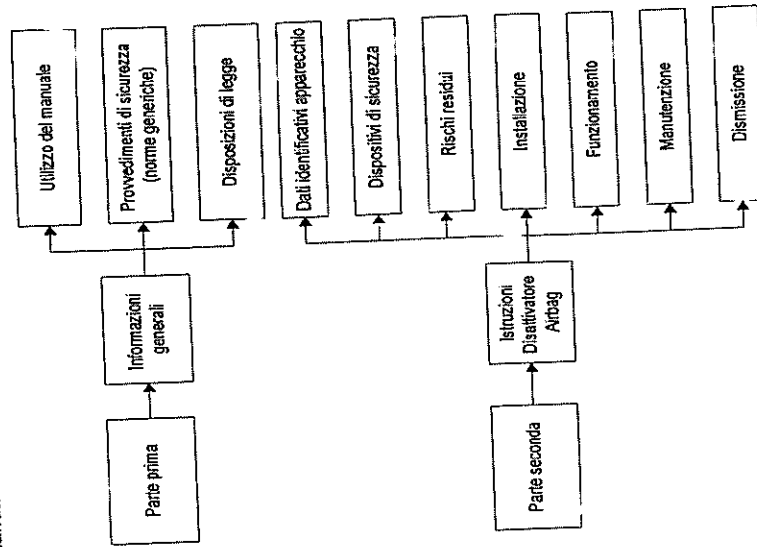 Parte prima
Informazioni
generali
Utilizzo del manuale
Provvedimenti di sicurezza
(norme generiche)
Disposizioni di legge
Parte seconda
Istruzioni
Disattivatore
Airbag
Dati identificativi apparecchio
Dispositivi di sicurezza
Rischi residui
Installazione
Funzionamento
Manutenzione
Dismissione